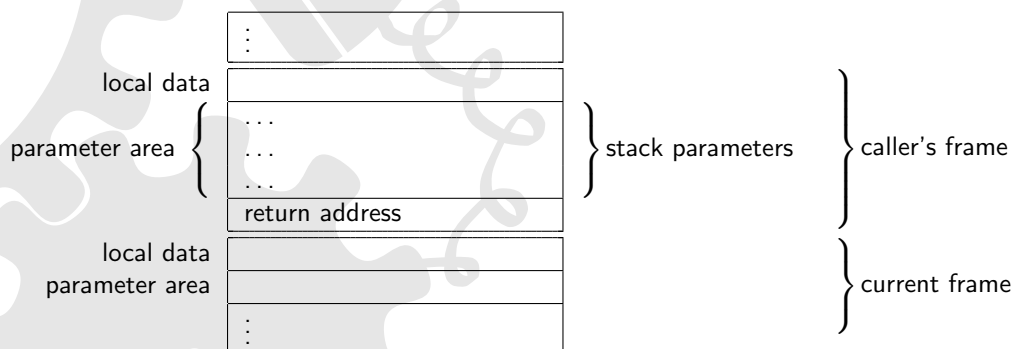 ⋮
local data
. . .
parameter area { . . . } stack parameters } caller's frame
. . .
return address
local data
parameter area } current frame
⋮